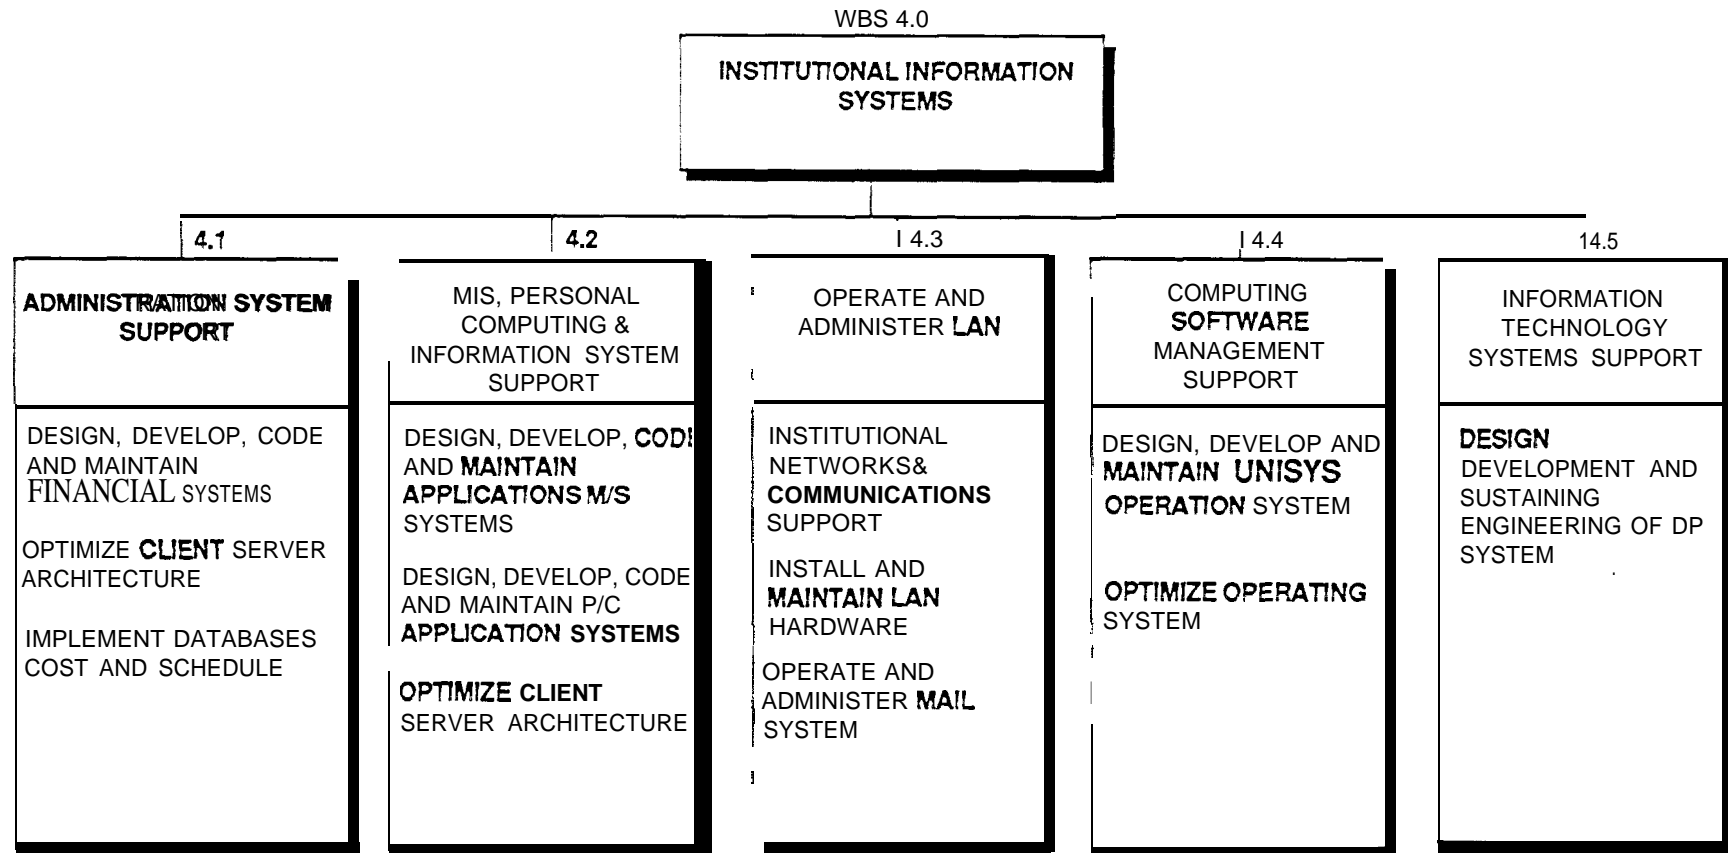 WBS 4.0
INSTITUTIONAL INFORMATION
SYSTEMS
4.1
ADMINISTRATION SYSTEM
SUPPORT
DESIGN, DEVELOP, CODE
AND MAINTAIN
FINANCIAL SYSTEMS
OPTIMIZE CLIENT SERVER
ARCHITECTURE
IMPLEMENT DATABASES
COST AND SCHEDULE
4.2
MIS, PERSONAL
COMPUTING &
INFORMATION SYSTEM
SUPPORT
DESIGN, DEVELOP, CODE
AND MAINTAIN
APPLICATIONS M/S
SYSTEMS
DESIGN, DEVELOP, CODE
AND MAINTAIN P/C
APPLICATION SYSTEMS
OPTIMIZE CLIENT
SERVER ARCHITECTURE
I 4.3
OPERATE AND
ADMINISTER LAN
INSTITUTIONAL
NETWORKS&
COMMUNICATIONS
SUPPORT
INSTALL AND
MAINTAIN LAN
HARDWARE
OPERATE AND
ADMINISTER MAIL
SYSTEM
I 4.4
COMPUTING
SOFTWARE
MANAGEMENT
SUPPORT
DESIGN, DEVELOP AND
MAINTAIN UNISYS
OPERATION SYSTEM
OPTIMIZE OPERATING
SYSTEM
14.5
INFORMATION
TECHNOLOGY
SYSTEMS SUPPORT
DESIGN
DEVELOPMENT AND
SUSTAINING
ENGINEERING OF DP
SYSTEM